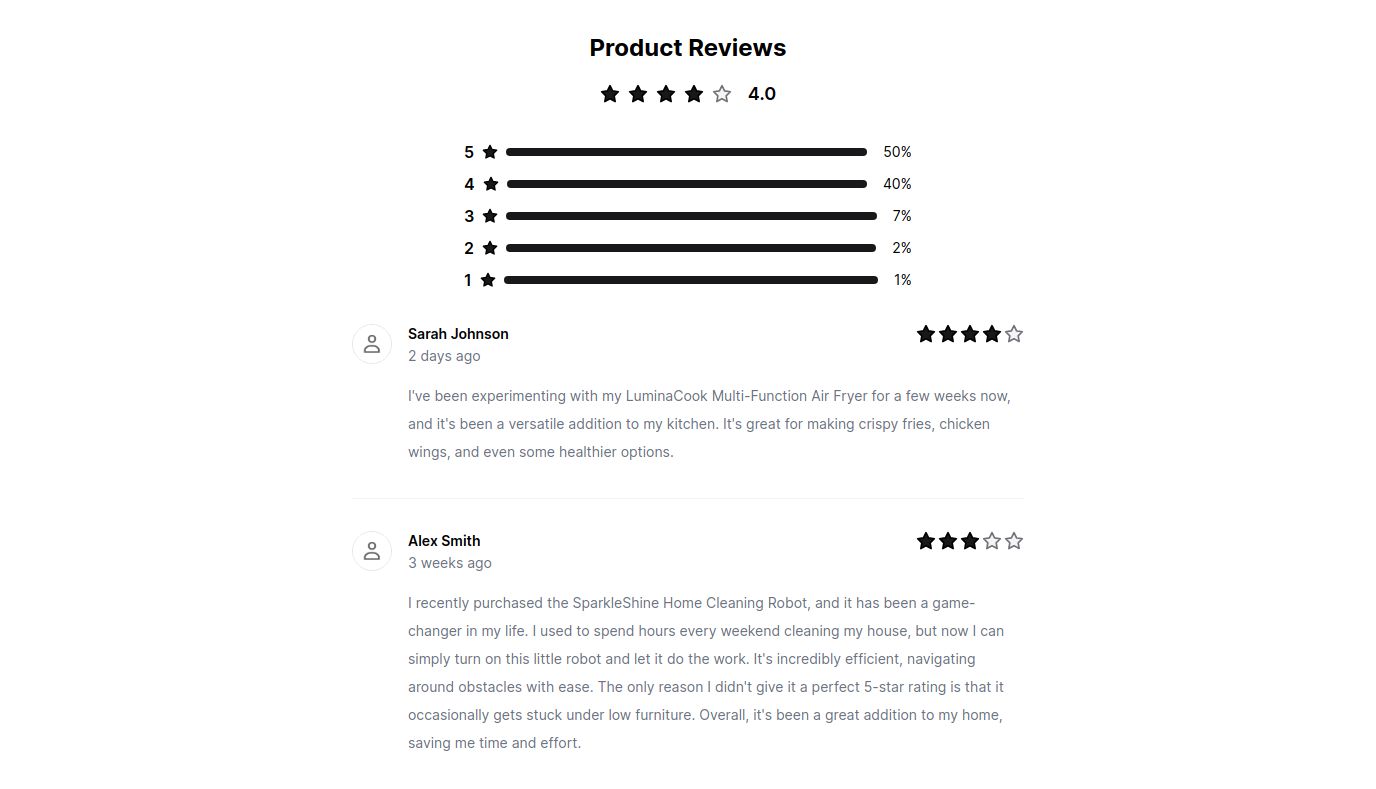 Product Reviews
4.0
5 50%
4 40%
3 7%
2 2%
1 1%
Sarah Johnson
2 days ago
I've been experimenting with my LuminaCook Multi-Function Air Fryer for a few weeks now,
and it's been a versatile addition to my kitchen. It's great for making crispy fries, chicken
wings, and even some healthier options.
Alex Smith
3 weeks ago
I recently purchased the SparkleShine Home Cleaning Robot, and it has been a game-
changer in my life. I used to spend hours every weekend cleaning my house, but now I can
simply turn on this little robot and let it do the work. It's incredibly efficient, navigating
around obstacles with ease. The only reason I didn't give it a perfect 5-star rating is that it
occasionally gets stuck under low furniture. Overall, it's been a great addition to my home,
saving me time and effort.